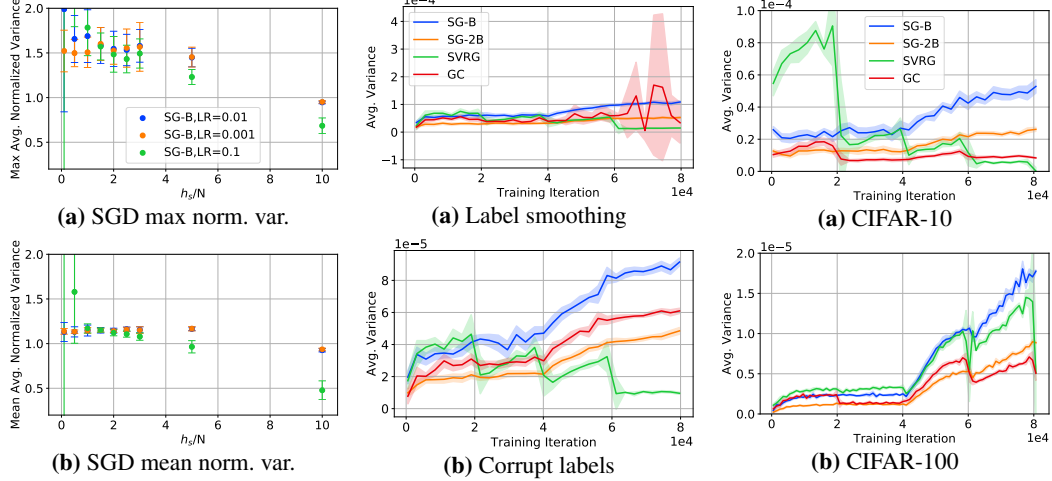 Max Avg. Normalized Variance
2.0
1.5
1.0
0.5
0
2
4
6
8
10
h_s/N
SG-B,LR=0.01
SG-B,LR=0.001
SG-B,LR=0.1
(a) SGD max norm. var.
Mean Avg. Normalized Variance
2.0
1.5
1.0
0.5
0
2
4
6
8
10
h_s/N
(b) SGD mean norm. var.
1e−4
Avg. Variance
4
3
2
1
0
−1
0
2
4
6
8
Training Iteration
1e4
SG-B
SG-2B
SVRG
GC
(a) Label smoothing
1e−5
Avg. Variance
8
6
4
2
0
0
2
4
6
8
Training Iteration
1e4
(b) Corrupt labels
1e−4
Avg. Variance
1.0
0.8
0.6
0.4
0.2
0.0
0
2
4
6
8
Training Iteration
1e4
SG-B
SG-2B
SVRG
GC
(a) CIFAR-10
1e−5
Avg. Variance
2.0
1.5
1.0
0.5
0.0
0
2
4
6
8
Training Iteration
1e4
(b) CIFAR-100